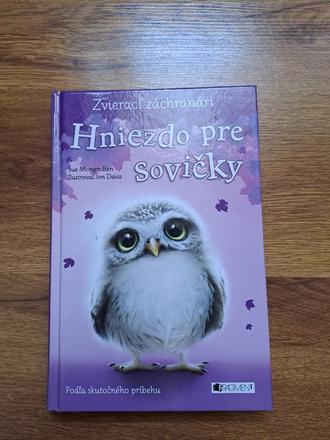 Zvierací záchranári
Hniezdo pre
sovičky
Sue Mongredien
Ilustroval Jon Davis
Podľa skutočného príbehu
FRAGMENT